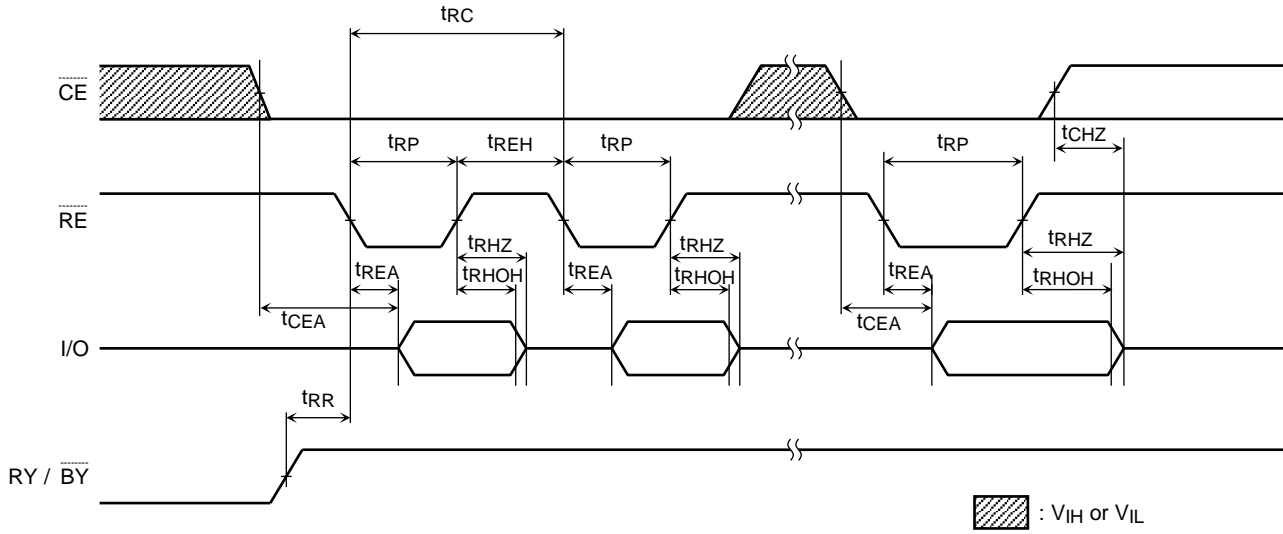 tRC
CE
tCHZ
tRP
tREH
tRP
tRP
RE
tRHZ
tRHZ
tRHZ
tREA
tRHOH
tREA
tRHOH
tREA
tRHOH
tCEA
tCEA
I/O
tRR
RY / BY
: VIH or VIL